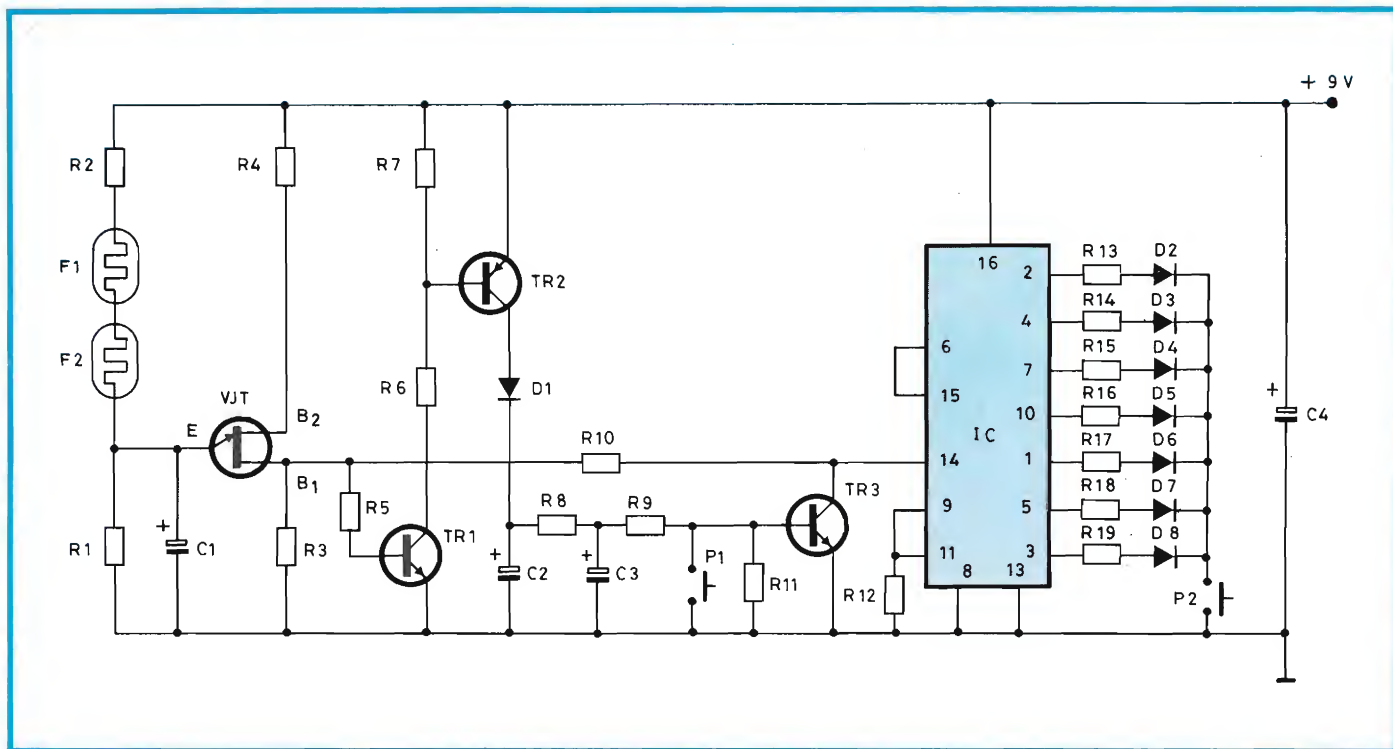 + 9 V
R2
R4
R7
F1
TR2
F2
R6
D1
VJT
E
B2
B1
R10
R5
TR1
R8
R9
TR3
R1
+
C1
R3
+
C2
+
C3
P1
R11
R12
16
2
4
6
7
15
10
IC
14
1
9
5
11
3
8
13
R13
D2
R14
D3
R15
D4
R16
D5
R17
D6
R18
D7
R19
D8
P2
+
C4